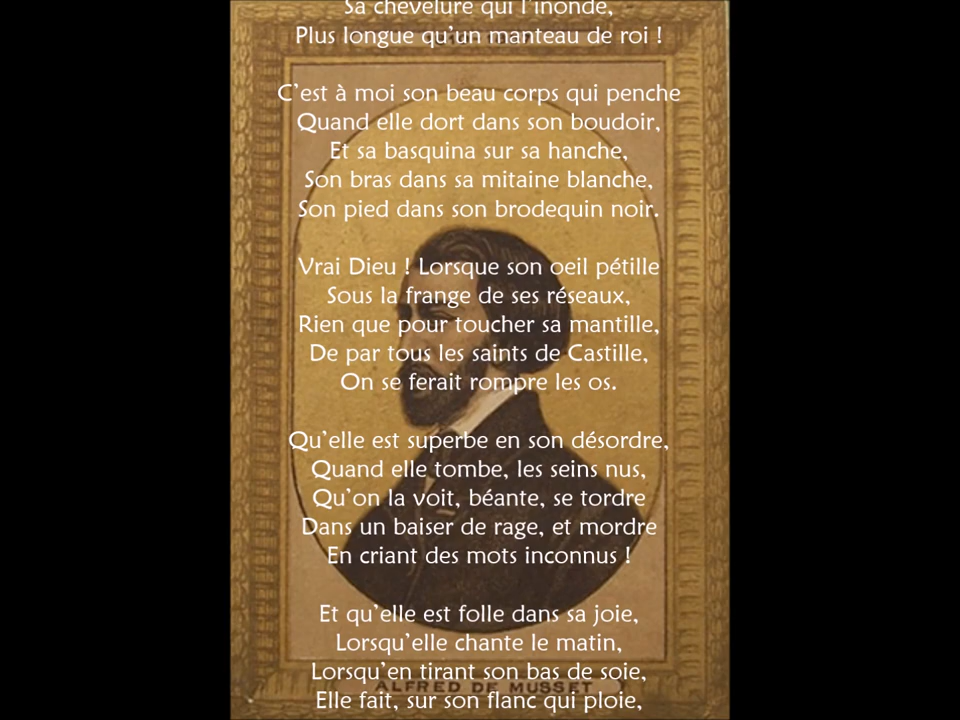 Sa chevelure qui l'inonde,
Plus longue qu'un manteau de roi !
C'est à moi son beau corps qui penche
Quand elle dort dans son boudoir,
Et sa basquina sur sa hanche,
Son bras dans sa mitaine blanche,
Son pied dans son brodequin noir.
Vrai Dieu ! Lorsque son oeil pétille
Sous la frange de ses réseaux,
Rien que pour toucher sa mantille,
De par tous les saints de Castille,
On se ferait rompre les os.
Qu'elle est superbe en son désordre,
Quand elle tombe, les seins nus,
Qu'on la voit, béante, se tordre
Dans un baiser de rage, et mordre
En criant des mots inconnus !
Et qu'elle est folle dans sa joie,
Lorsqu'elle chante le matin,
Lorsqu'en tirant son bas de soie,
ALFRED DE MUSSET
Elle fait, sur son flanc qui ploie,